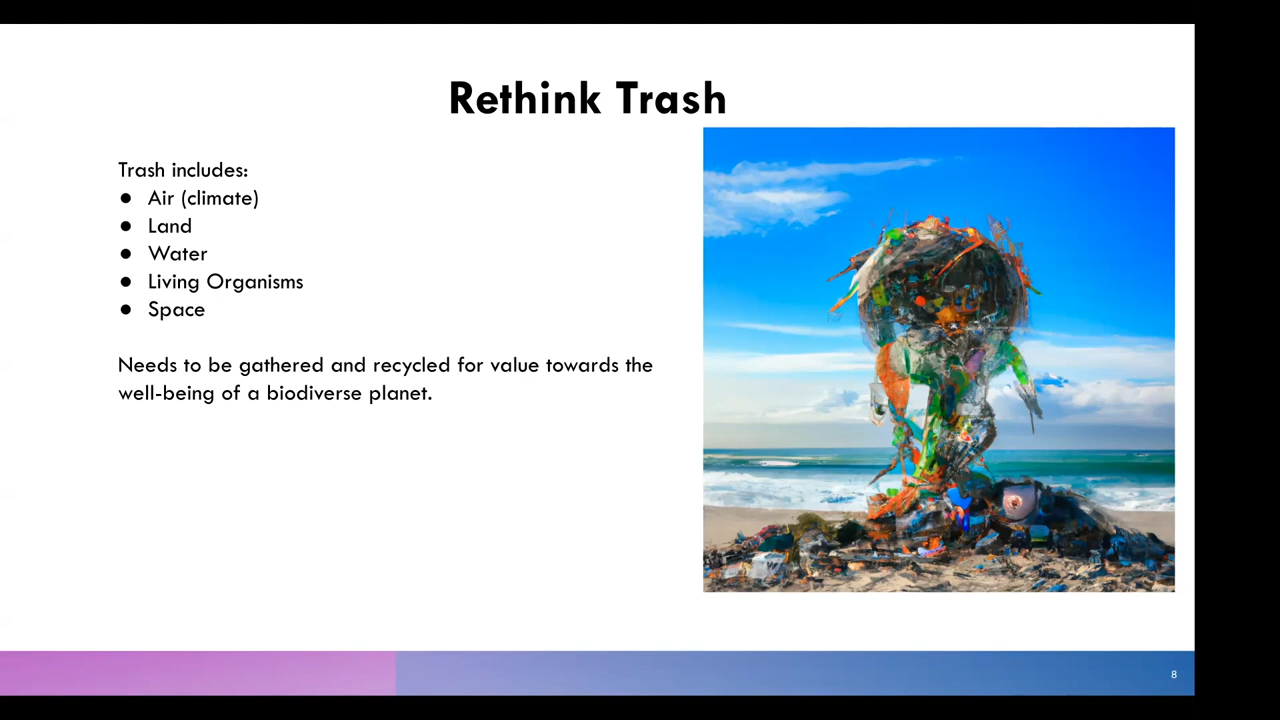 Rethink Trash
Trash includes:
● Air (climate)
● Land
● Water
● Living Organisms
● Space
Needs to be gathered and recycled for value towards the
well-being of a biodiverse planet.
8